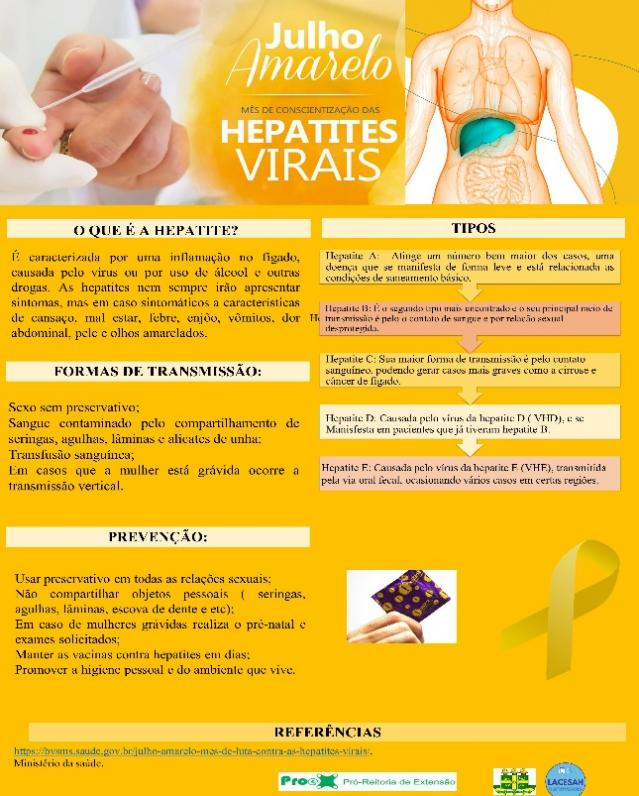 Julho
Amarelo
MÊS DE CONSCIENTIZAÇÃO DAS
HEPATITES
VIRAIS
O QUE É A HEPATITE?
É caracterizada por uma inflamação no fígado,
causada pelo vírus ou por uso de álcool e outras
drogas. As hepatites nem sempre irão apresentar
sintomas, mas em caso sintomáticos a características
de cansaço, mal estar, febre, enjôo, vômitos, dor
abdominal, pele e olhos amarelados.
FORMAS DE TRANSMISSÃO:
Sexo sem preservativo;
Sangue contaminado pelo compartilhamento de
seringas, agulhas, lâminas e alicates de unha;
Transfusão sanguínea;
Em casos que a mulher está grávida ocorre a
transmissão vertical.
PREVENÇÃO:
Usar preservativo em todas as relações sexuais;
Não compartilhar objetos pessoais ( seringas,
agulhas, lâminas, escova de dente e etc);
Em caso de mulheres grávidas realiza o pré-natal e
exames solicitados;
Manter as vacinas contra hepatites em dias;
Promover a higiene pessoal e do ambiente que vive.
TIPOS
Hepatite A: Atinge um número bem maior dos casos, uma
doença que se manifesta de forma leve e está relacionada as
condições de saneamento básico.
He
Hepatite B: É o segundo tipo mais encontrado e o seu principal meio de
transmissão é pelo o contato de sangue e por relação sexual
desprotegida.
Hepatite C: Sua maior forma de transmissão é pelo contato
sanguíneo, podendo gerar casos mais graves como a cirrose e
câncer de fígado.
Hepatite D: Causada pelo vírus da hepatite D ( VHD), e se
Manisfesta em pacientes que já tiveram hepatite B.
Hepatite E: Causada pelo vírus da hepatite E (VHE), transmitida
pela via oral fecal, ocasionando vários casos em certas regiões.
REFERÊNCIAS
https://bvsms.saude.gov.br/julho-amarelo-mes-de-luta-contra-as-hepatites-virais/.
Ministério da saúde.
Proex Pró-Reitoria de Extensão
LACESAH